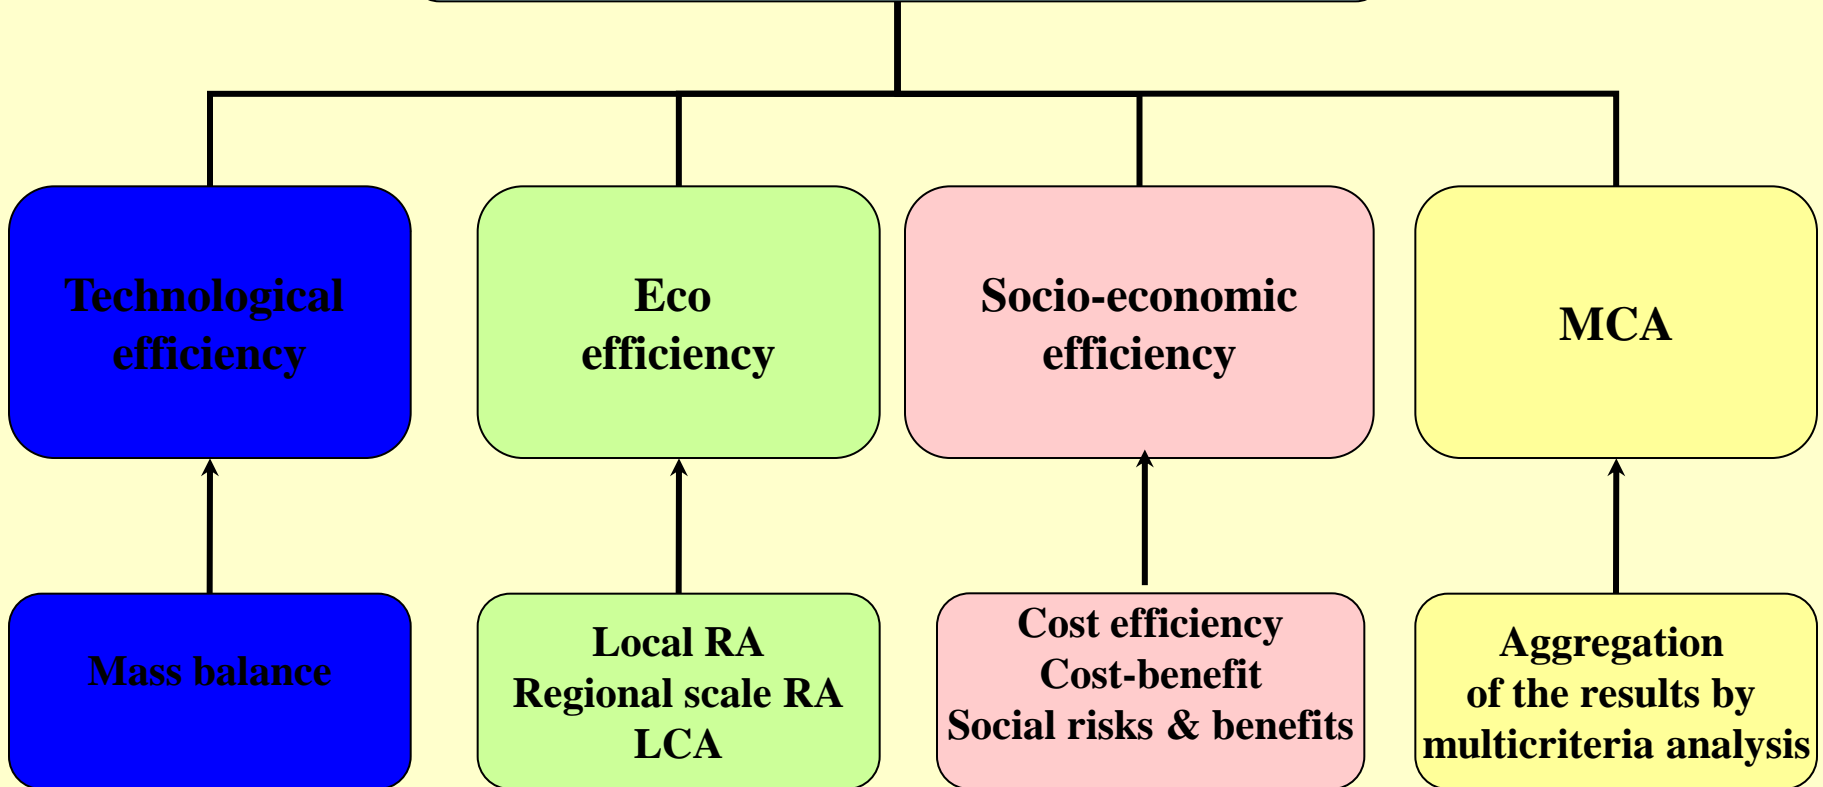 Technological
efficiency
Eco
efficiency
Socio-economic
efficiency
MCA
Mass balance
Local RA
Regional scale RA
LCA
Cost efficiency
Cost-benefit
Social risks & benefits
Aggregation
of the results by
multicriteria analysis